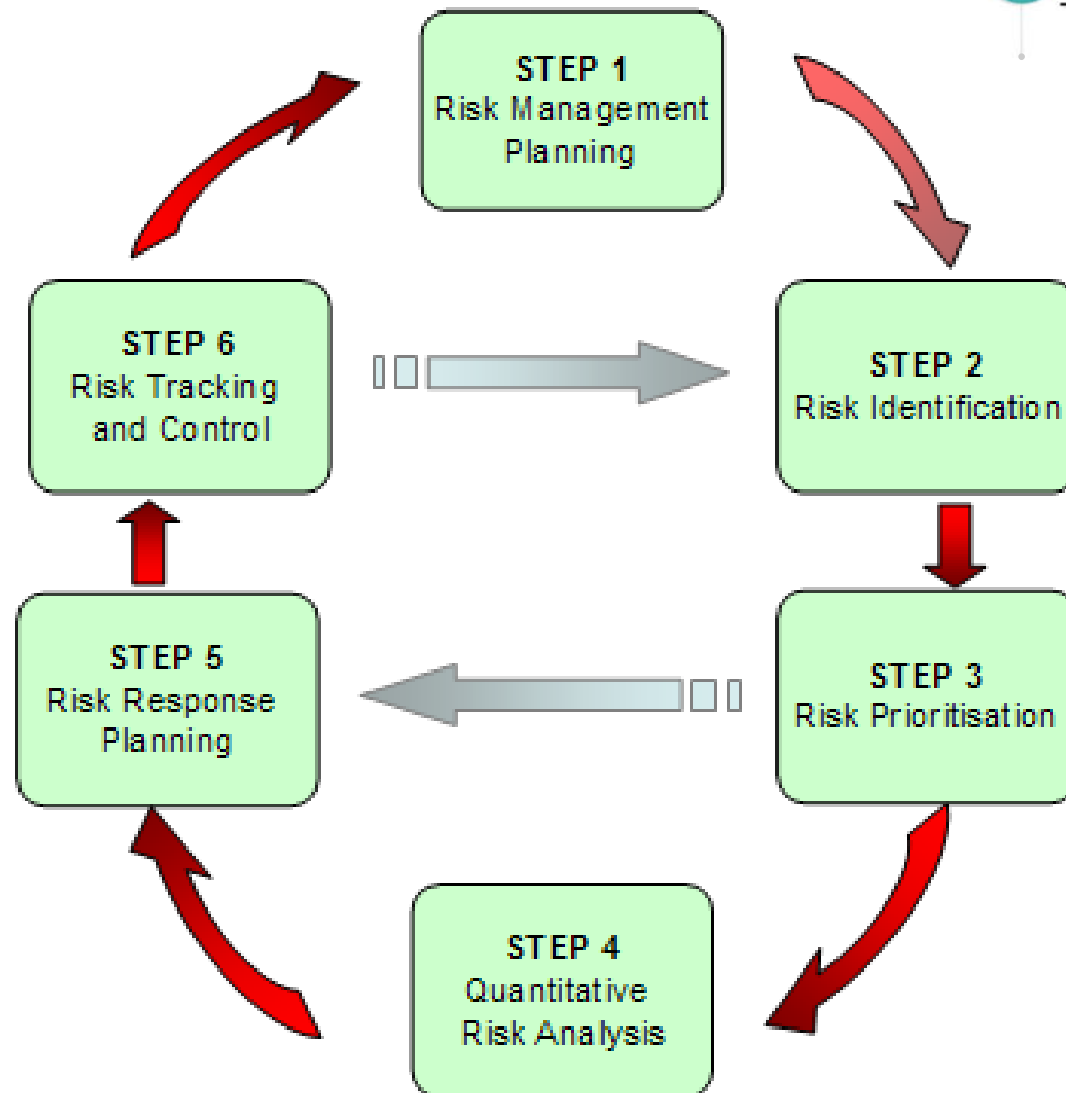 STEP 1
Risk Management
Planning
STEP 2
Risk Identification
STEP 3
Risk Prioritisation
STEP 4
Quantitative
Risk Analysis
STEP 5
Risk Response
Planning
STEP 6
Risk Tracking
and Control